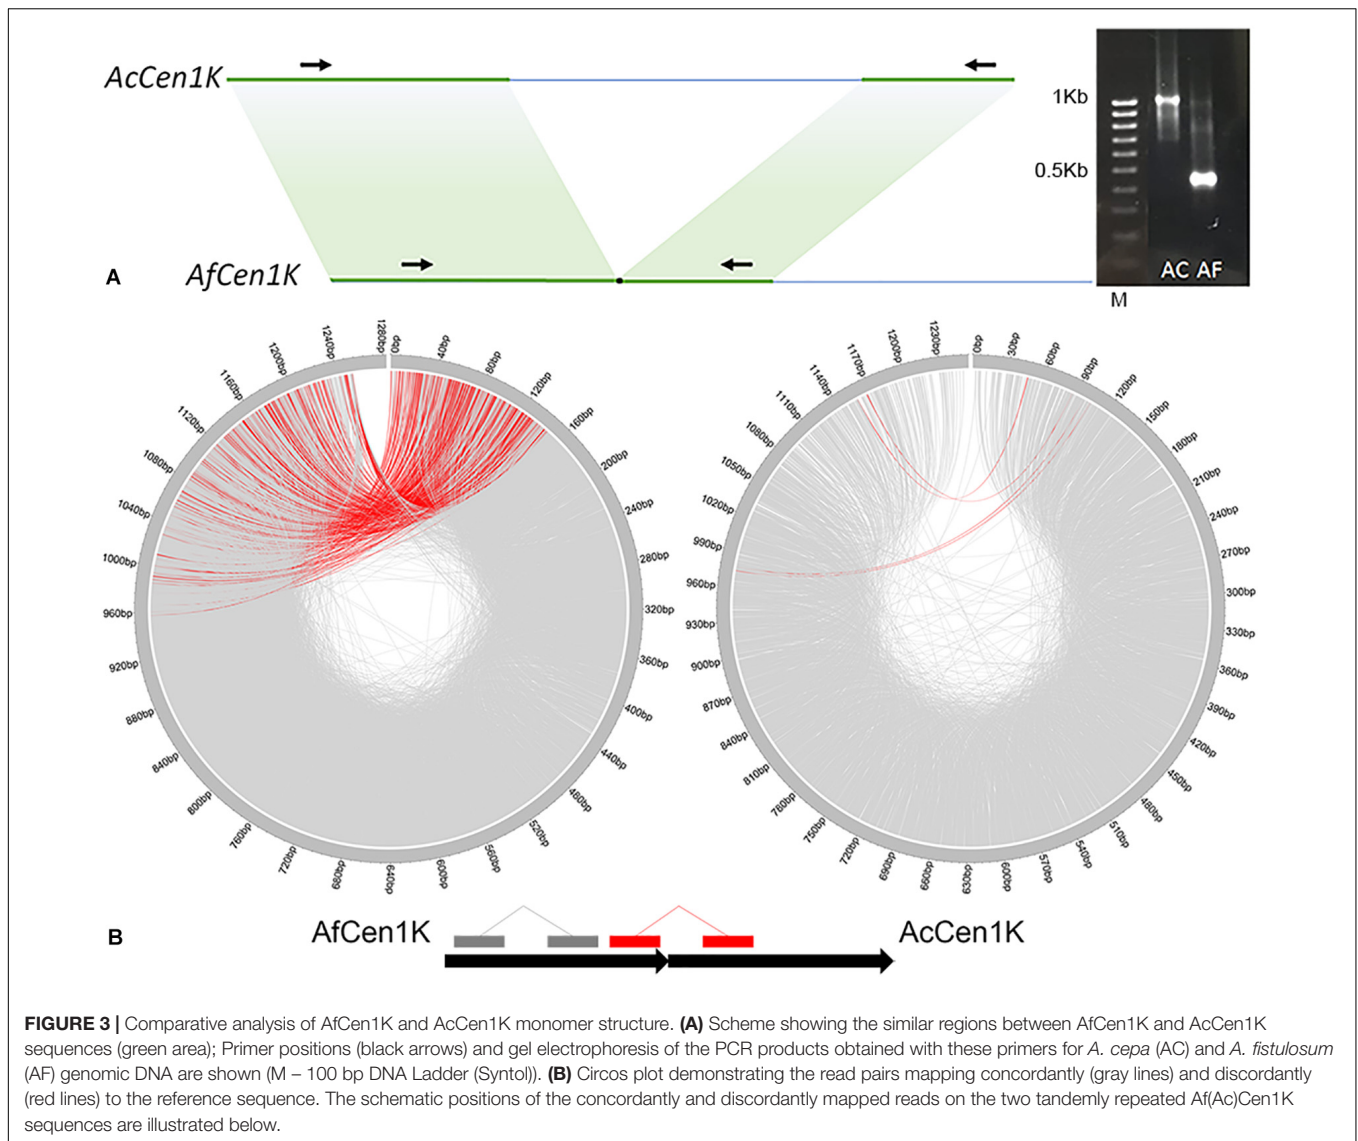 AcCen1K
1Kb
0.5Kb
AC AF
M
A
AfCen1K
0bp
40bp
80bp
120bp
160bp
200bp
240bp
280bp
320bp
360bp
400bp
440bp
480bp
520bp
560bp
600bp
640bp
680bp
720bp
760bp
800bp
840bp
880bp
920bp
960bp
1000bp
1040bp
1080bp
1120bp
1160bp
1200bp
1240bp
1280bp
0bp
30bp
60bp
90bp
120bp
150bp
180bp
210bp
240bp
270bp
300bp
330bp
360bp
390bp
420bp
450bp
480bp
510bp
540bp
570bp
600bp
630bp
660bp
690bp
720bp
750bp
780bp
810bp
840bp
870bp
900bp
930bp
960bp
990bp
1020bp
1050bp
1080bp
1110bp
1140bp
1170bp
1200bp
1230bp
B
AfCen1K
AcCen1K
FIGURE 3 | Comparative analysis of AfCen1K and AcCen1K monomer structure. (A) Scheme showing the similar regions between AfCen1K and AcCen1K
sequences (green area); Primer positions (black arrows) and gel electrophoresis of the PCR products obtained with these primers for A. cepa (AC) and A. fistulosum
(AF) genomic DNA are shown (M – 100 bp DNA Ladder (Syntol)). (B) Circos plot demonstrating the read pairs mapping concordantly (gray lines) and discordantly
(red lines) to the reference sequence. The schematic positions of the concordantly and discordantly mapped reads on the two tandemly repeated Af(Ac)Cen1K
sequences are illustrated below.